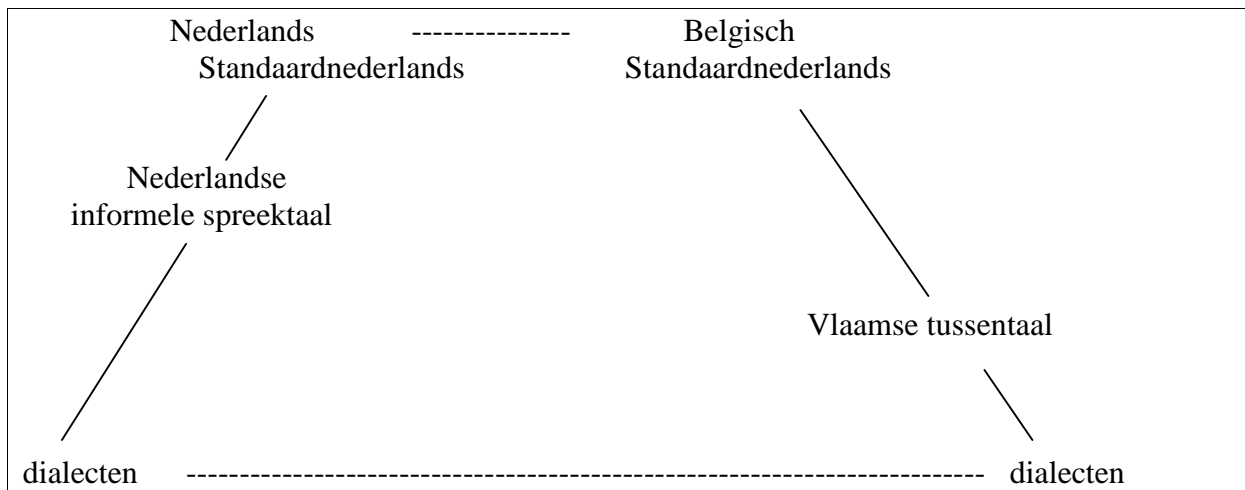 Nederlands --------------- Belgisch
Standaardnederlands Standaardnederlands
Nederlandse
informele spreektaal
Vlaamse tussentaal
dialecten ---------------------------------------------------------------------------- dialecten